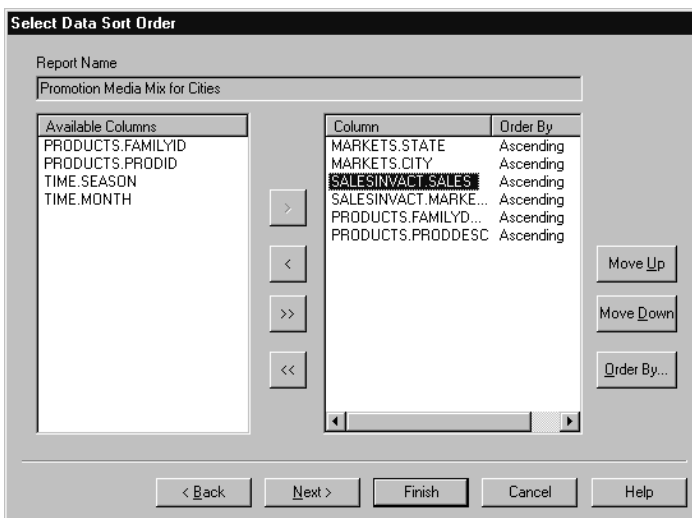 Select Data Sort Order
Report Name
Promotion Media Mix for Cities
Available Columns
PRODUCTS.FAMILYID
PRODUCTS.PRODID
TIME.SEASON
TIME.MONTH
>
<
>>
<<
Column Order By
MARKETS.STATE Ascending
MARKETS.CITY Ascending
SALESINVACT.SALES Ascending
SALESINVACT.MARKE... Ascending
PRODUCTS.FAMILYD... Ascending
PRODUCTS.PRODDESC Ascending
Move Up
Move Down
Order By...
< Back
Next >
Finish
Cancel
Help